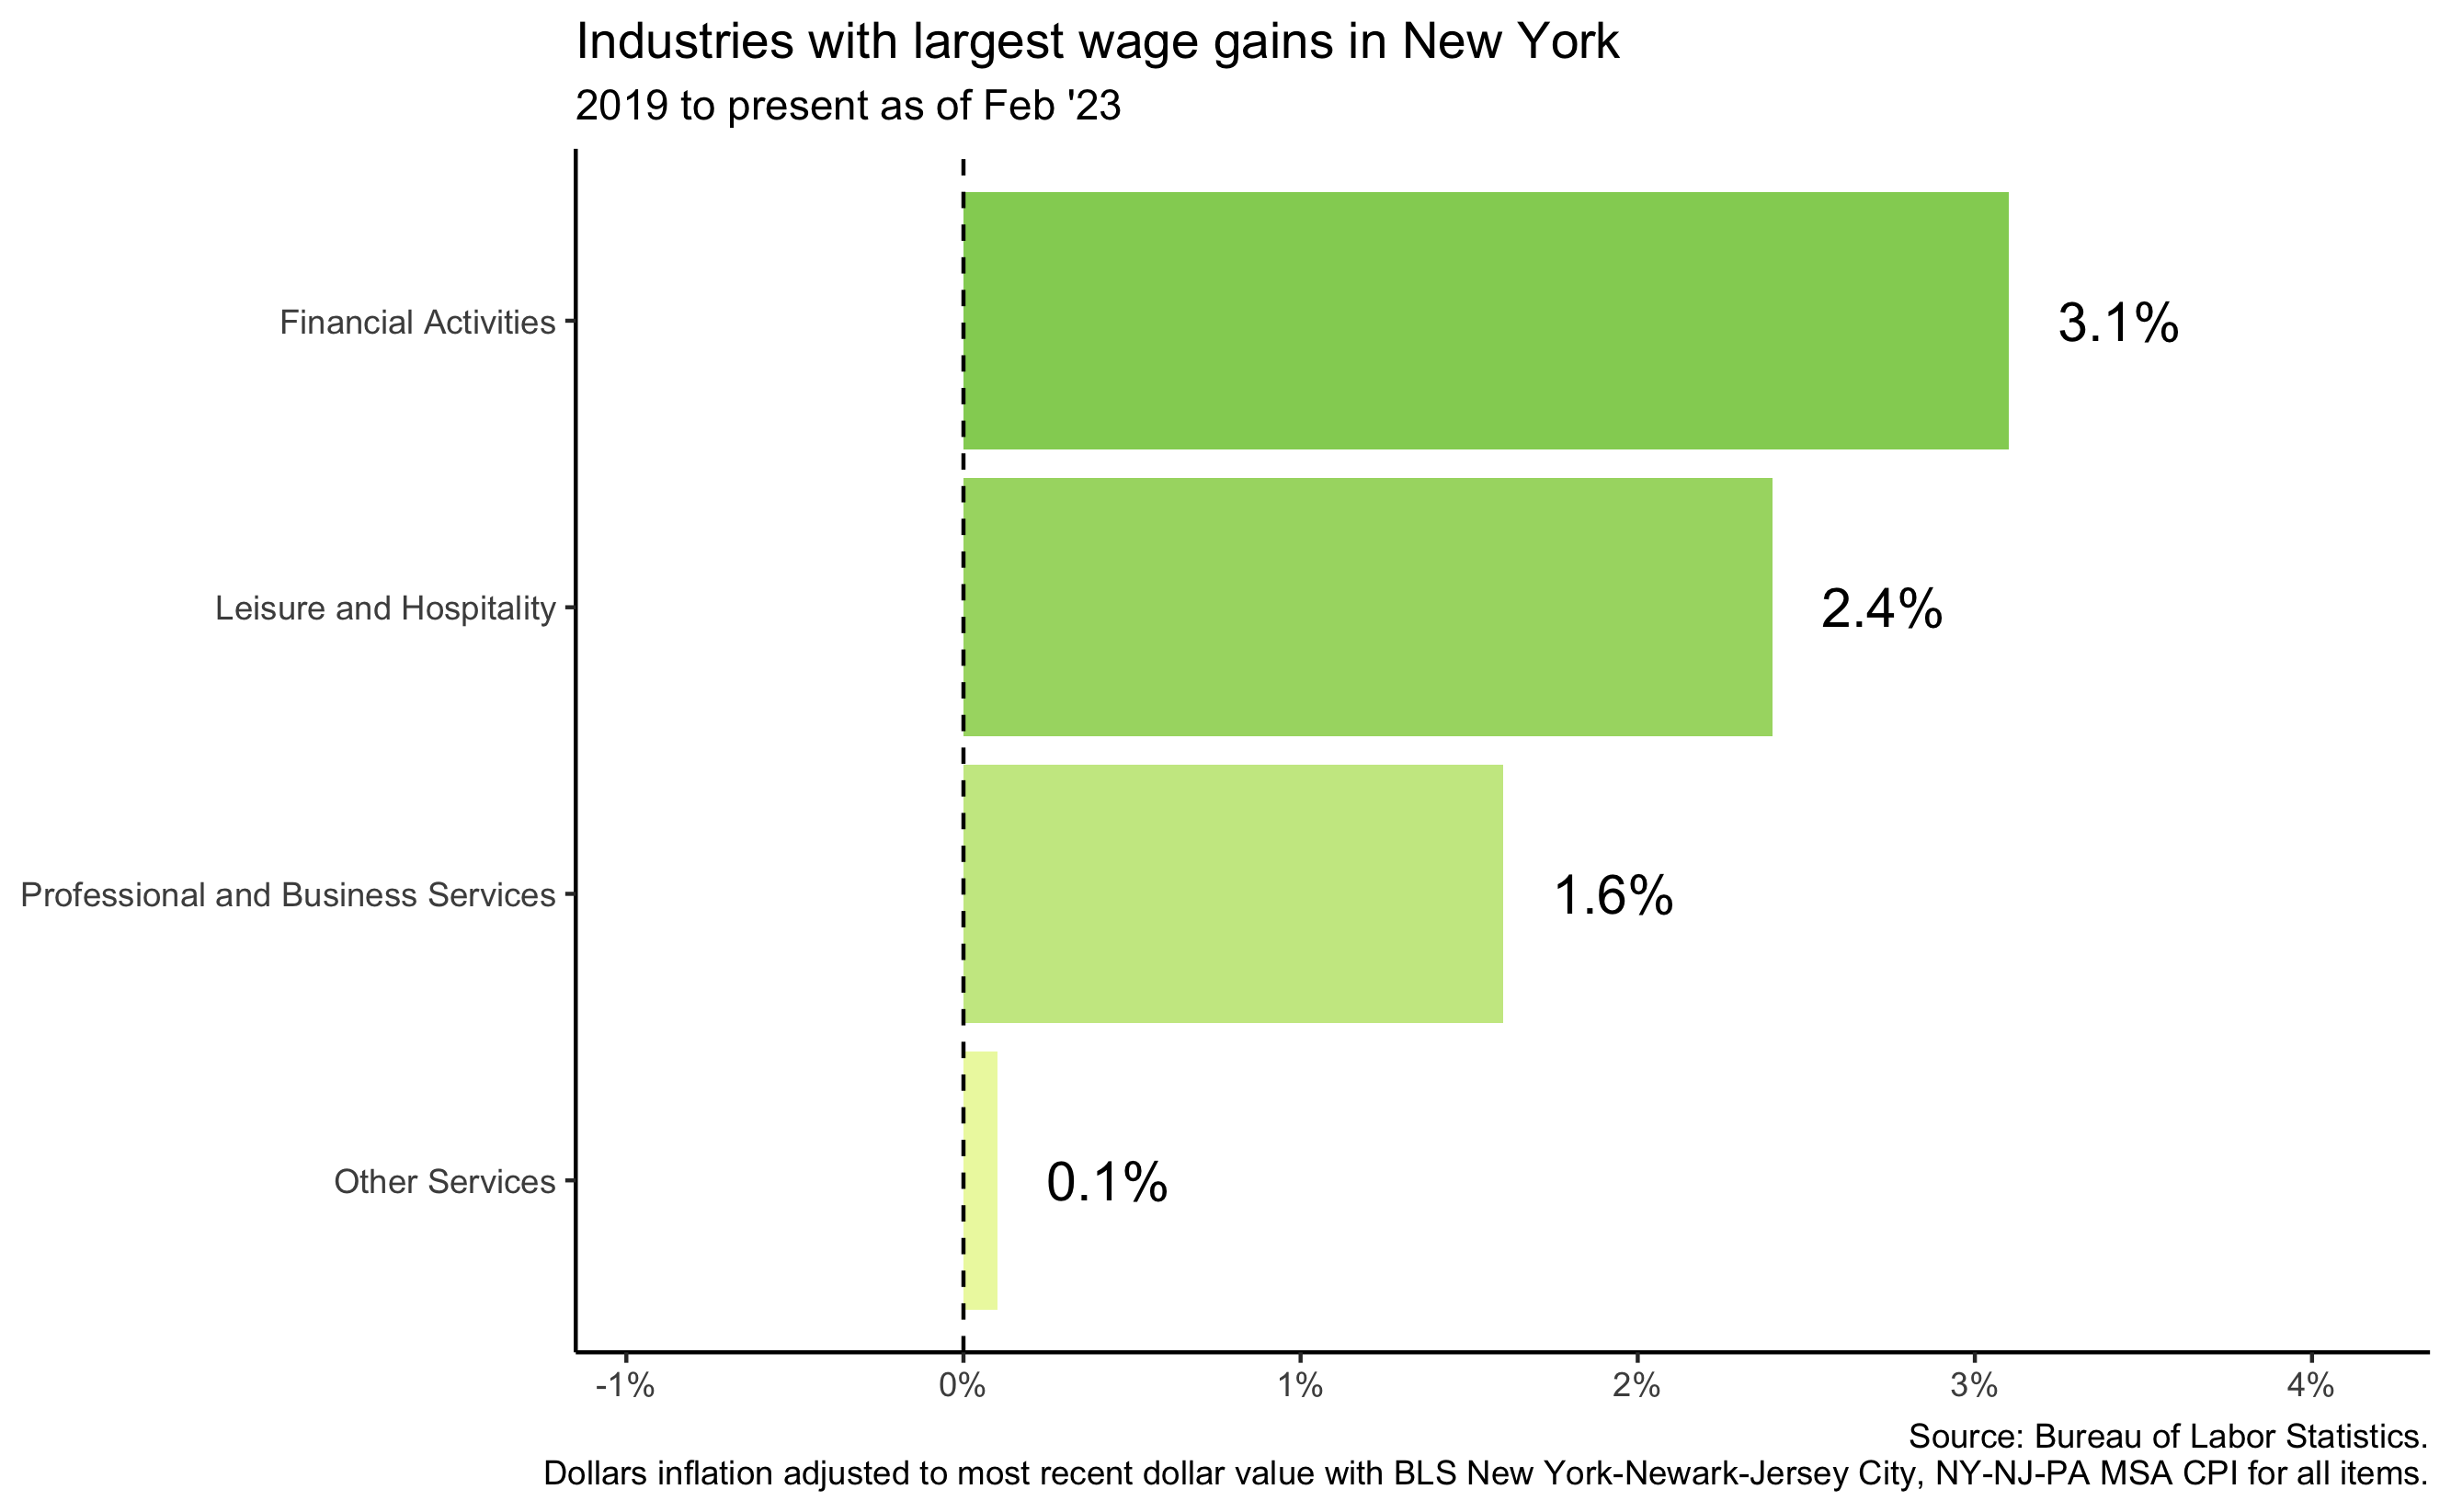 Industries with largest wage gains in New York
2019 to present as of Feb '23
Financial Activities
3.1%
Leisure and Hospitality
2.4%
Professional and Business Services
1.6%
Other Services
0.1%
-1%
0%
1%
2%
3%
4%
Source: Bureau of Labor Statistics.
Dollars inflation adjusted to most recent dollar value with BLS New York-Newark-Jersey City, NY-NJ-PA MSA CPI for all items.